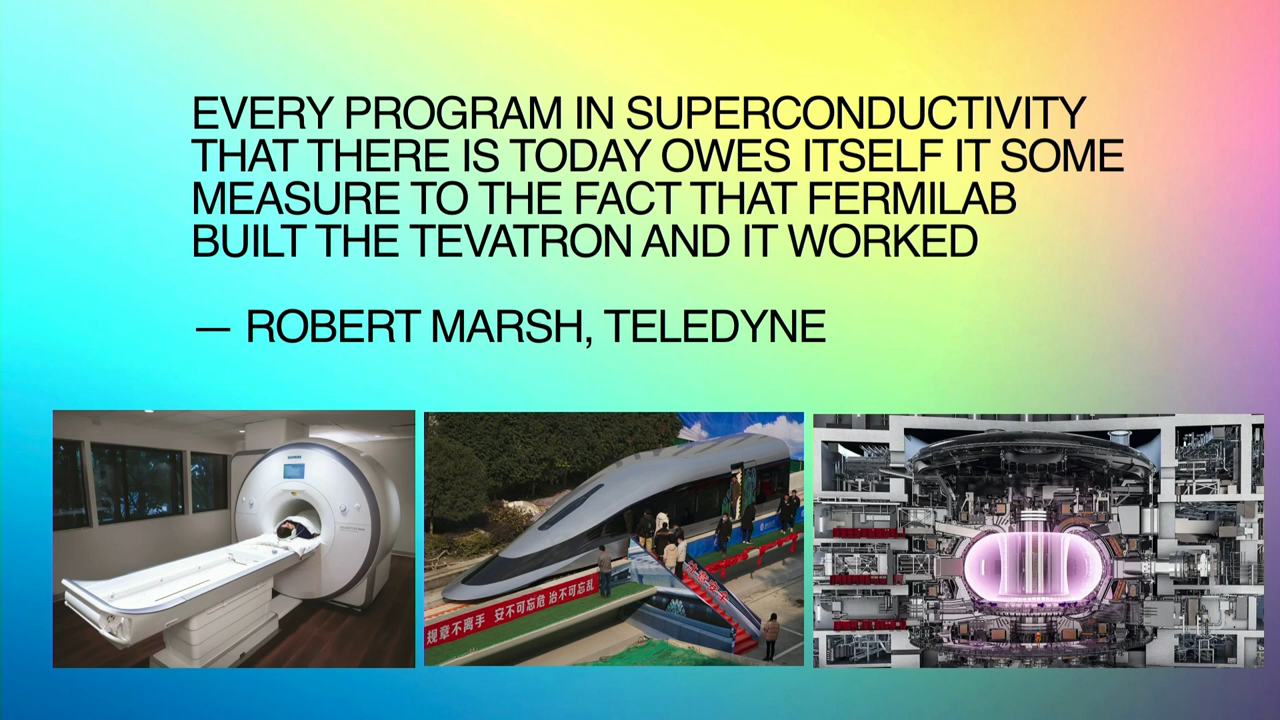 EVERY PROGRAM IN SUPERCONDUCTIVITY
THAT THERE IS TODAY OWES ITSELF IT SOME
MEASURE TO THE FACT THAT FERMILAB
BUILT THE TEVATRON AND IT WORKED
— ROBERT MARSH, TELEDYNE
SIEMENS
规章不离手 安不可忘危 治不可忘乱